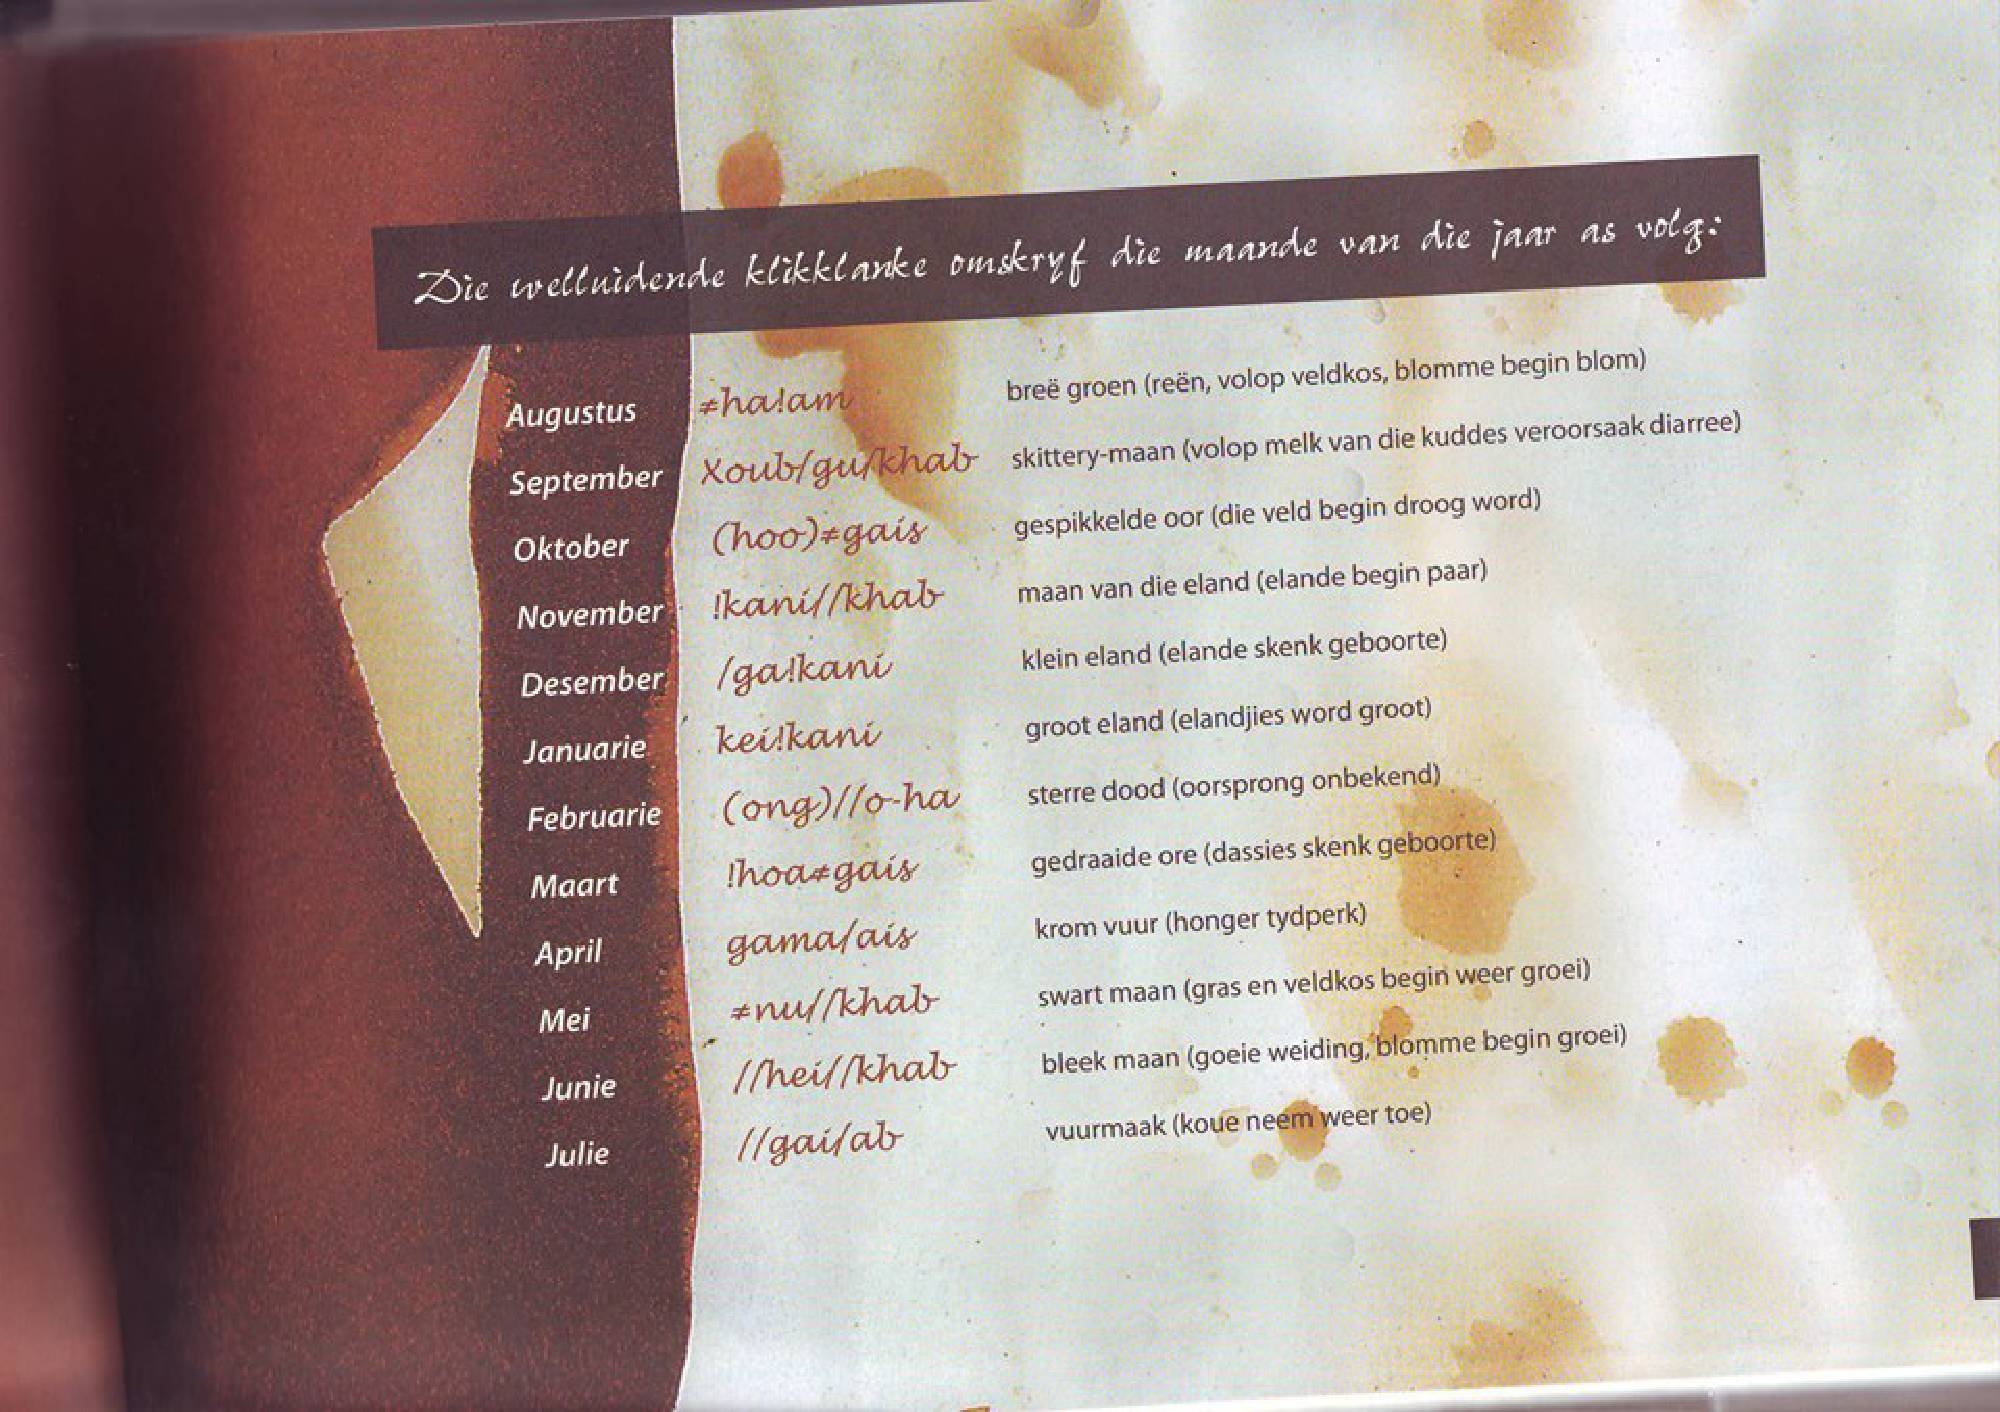 Die welluidende klikklanke omskryf die maande van die jaar as volg:
Augustus ≠ha!am breë groen (reën, volop veldkos, blomme begin blom)
September Xoub/gu/khab skittery-maan (volop melk van die kuddes veroorsaak diarree)
Oktober (hoo)≠gais gespikkelde oor (die veld begin droog word)
November !kani//khab maan van die eland (elande begin paar)
Desember /ga!kani klein eland (elande skenk geboorte)
Januarie kei!kani groot eland (elandjies word groot)
Februarie (ong)//o-ha sterre dood (oorsprong onbekend)
Maart !hoa≠gais gedraaide ore (dassies skenk geboorte)
April gama/ais krom vuur (honger tydperk)
Mei ≠nu//khab swart maan (gras en veldkos begin weer groei)
Junie //hei//khab bleek maan (goeie weiding, blomme begin groei)
Julie //gai/ab vuurmaak (koue neem weer toe)